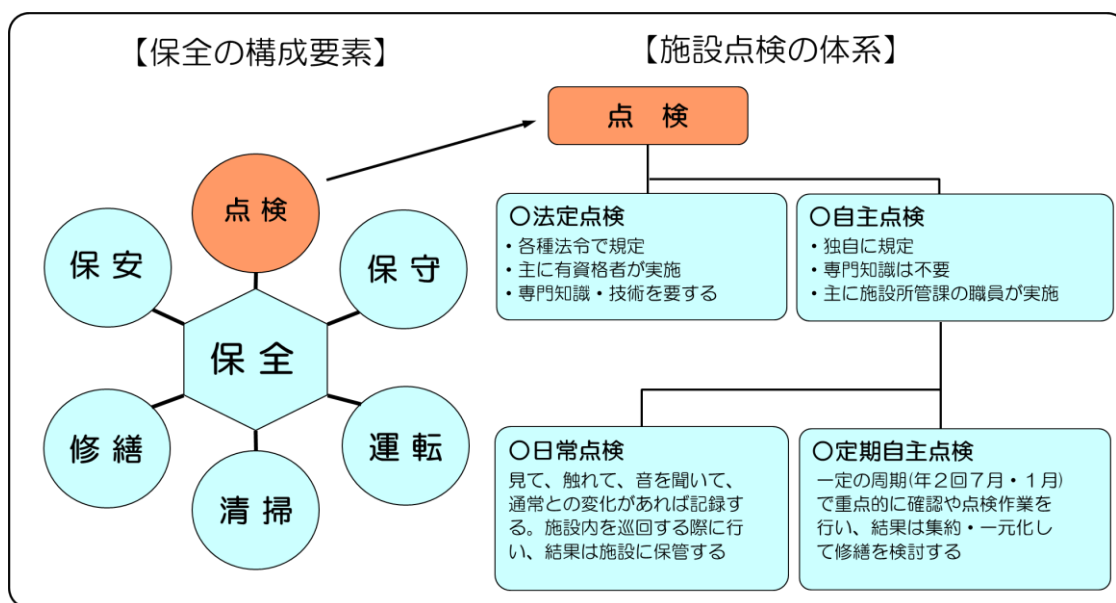 【保全の構成要素】
点検
保安
保守
保全
修繕
運転
清掃
【施設点検の体系】
点 検
〇法定点検
・各種法令で規定
・主に有資格者が実施
・専門知識・技術を要する
〇自主点検
・独自に規定
・専門知識は不要
・主に施設所管課の職員が実施
〇日常点検
見て、触れて、音を聞いて、
通常との変化があれば記録す
る。施設内を巡回する際に行
い、結果は施設に保管する
〇定期自主点検
一定の周期(年２回７月・１月)
で重点的に確認や点検作業を
行い、結果は集約・一元化し
て修繕を検討する